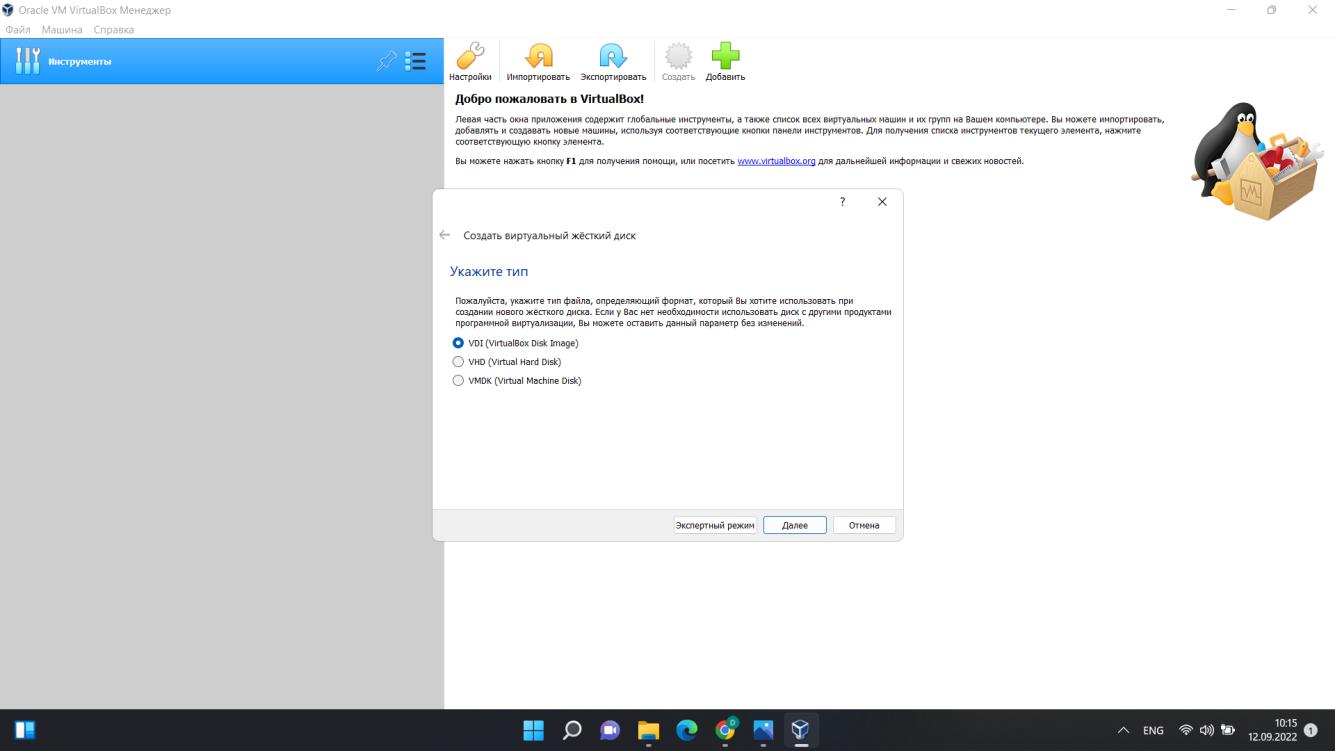 Oracle VM VirtualBox Менеджер
Файл Машина Справка
Инструменты
Настройки Импортировать Экспортировать Создать Добавить
Добро пожаловать в VirtualBox!
Левая часть окна приложения содержит глобальные инструменты, а также список всех виртуальных машин и их групп на Вашем компьютере. Вы можете импортировать,
добавлять и создавать новые машины, используя соответствующие кнопки панели инструментов. Для получения списка инструментов текущего элемента, нажмите
соответствующую кнопку элемента.
Вы можете нажать кнопку F1 для получения помощи, или посетить www.virtualbox.org для дальнейшей информации и свежих новостей.
?
Создать виртуальный жёсткий диск
Укажите тип
Пожалуйста, укажите тип файла, определяющий формат, который Вы хотите использовать при
создании нового жёсткого диска. Если у Вас нет необходимости использовать диск с другими продуктами
программной виртуализации, Вы можете оставить данный параметр без изменений.
VDI (VirtualBox Disk Image)
VHD (Virtual Hard Disk)
VMDK (Virtual Machine Disk)
Экспертный режим Далее Отмена
D
ENG
10:15
12.09.2022
1